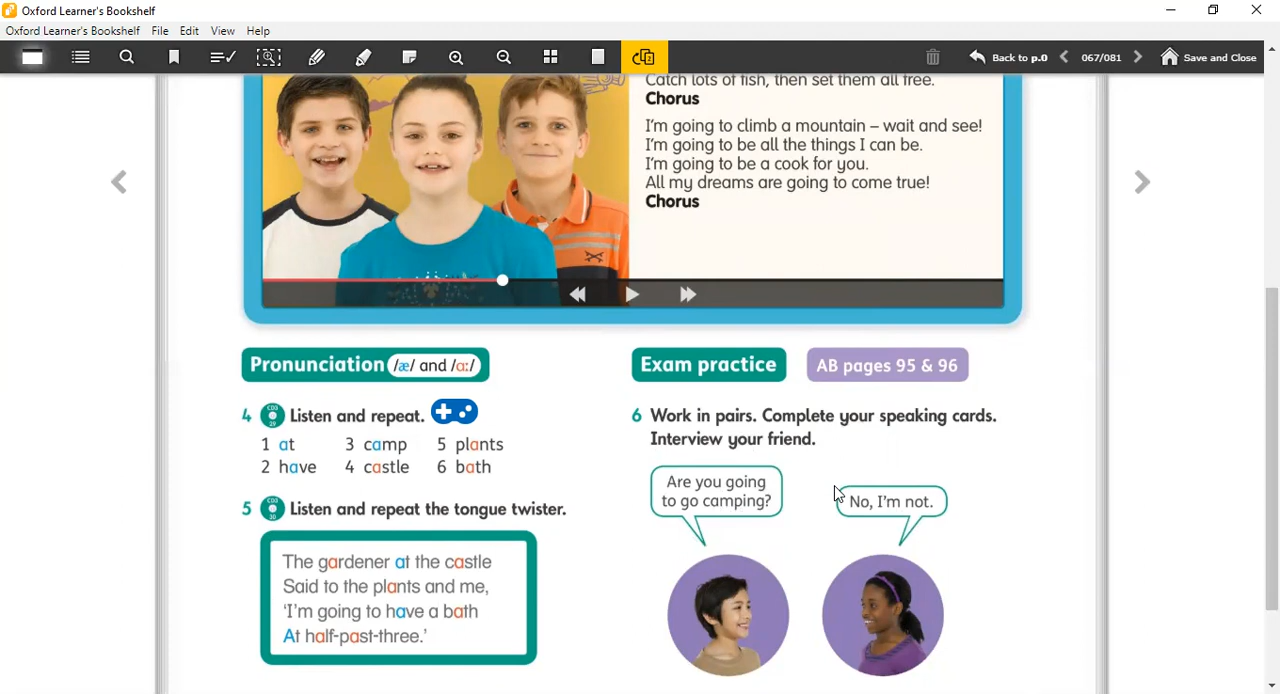 Oxford Learner's Bookshelf
Oxford Learner's Bookshelf File Edit View Help
Back to p.0 067/081 Save and Close
Catch lots of fish, then set them all free.
Chorus
I'm going to climb a mountain – wait and see!
I'm going to be all the things I can be.
I'm going to be a cook for you.
All my dreams are going to come true!
Chorus
Pronunciation /æ/ and /ɑː/
4 CD3 29 Listen and repeat.
1 at 3 camp 5 plants
2 have 4 castle 6 bath
5 CD3 30 Listen and repeat the tongue twister.
The gardener at the castle
Said to the plants and me,
'I'm going to have a bath
At half-past-three.'
Exam practice AB pages 95 & 96
6 Work in pairs. Complete your speaking cards.
Interview your friend.
Are you going
to go camping?
No, I'm not.